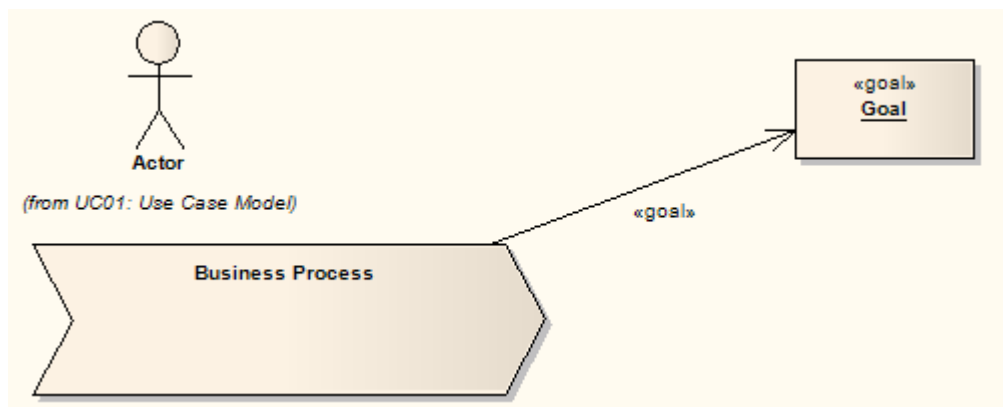 «goal»
Goal
Actor
(from UC01: Use Case Model)
«goal»
Business Process